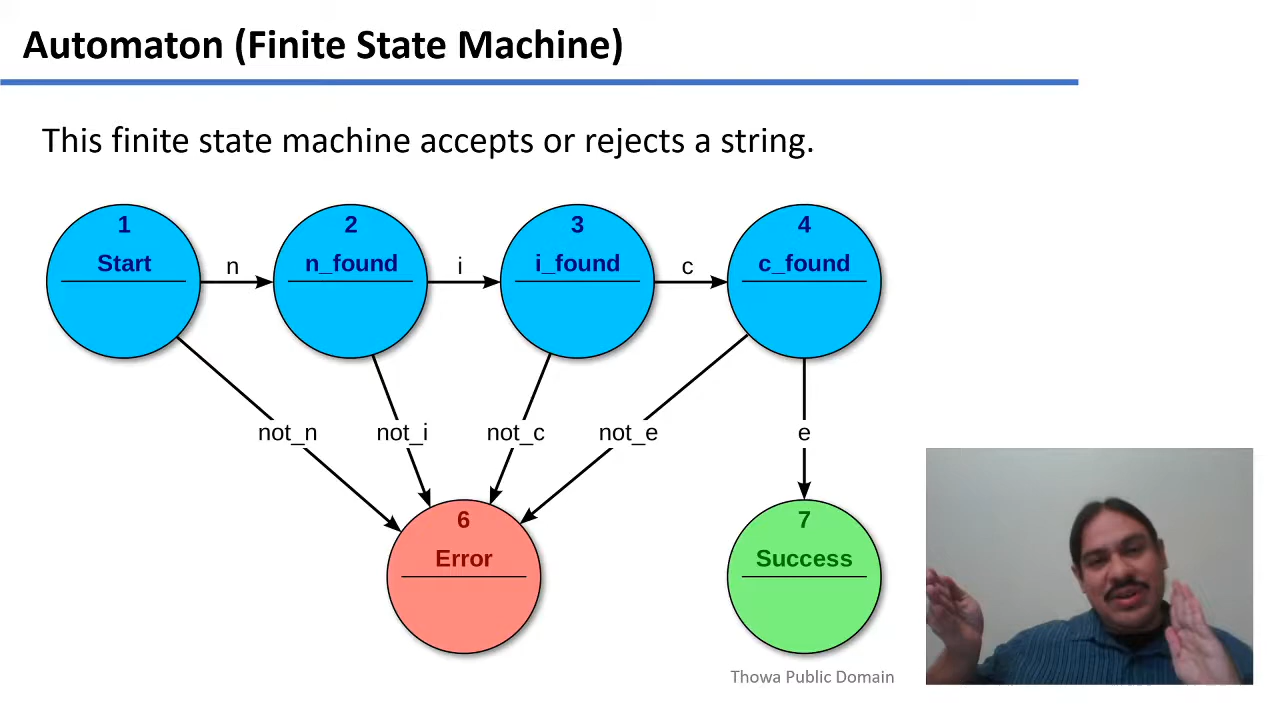 Automaton (Finite State Machine)
This finite state machine accepts or rejects a string.
1
Start
n
2
n_found
i
3
i_found
c
4
c_found
not_n
not_i
not_c
not_e
e
6
Error
7
Success
Thowa Public Domain